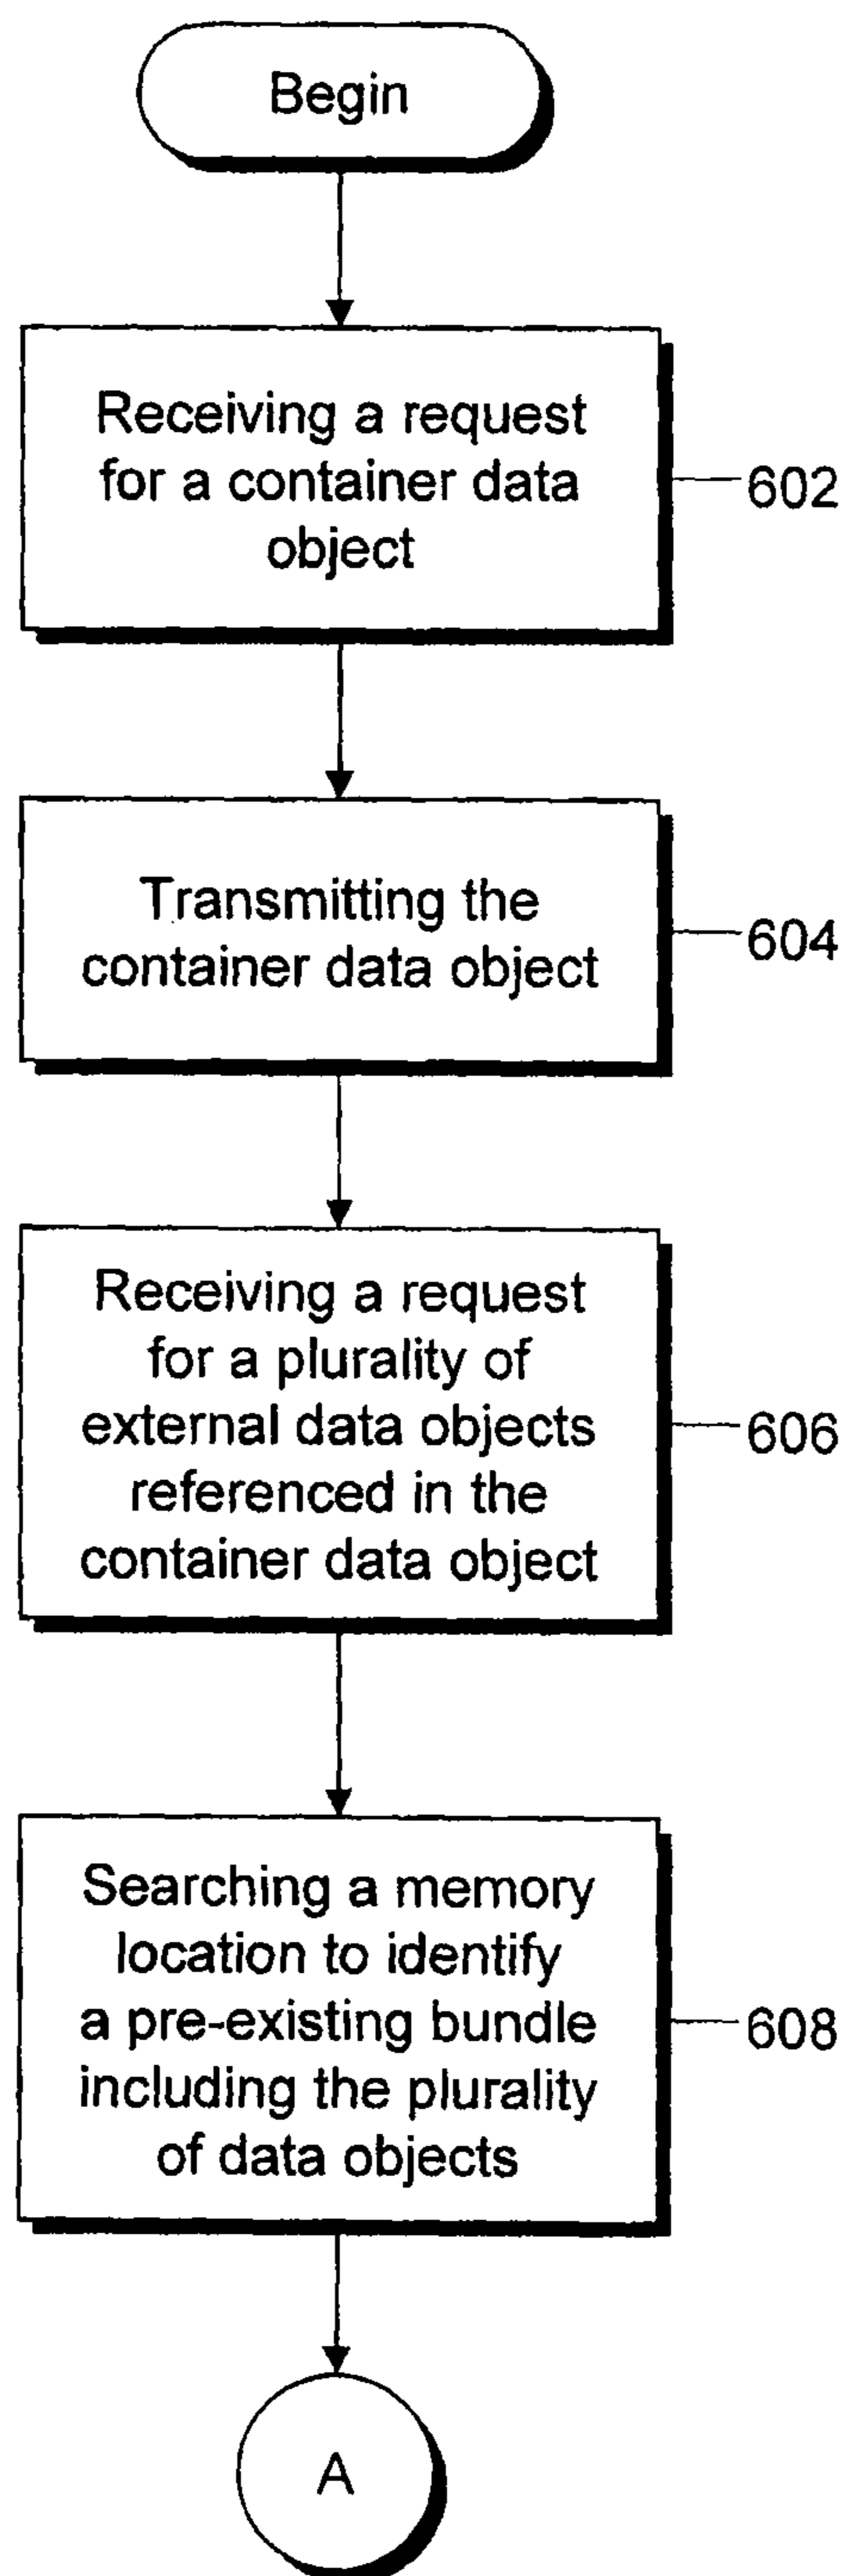 Begin
Receiving a request
for a container data
object
602
Transmitting the
container data object
604
Receiving a request
for a plurality of
external data objects
referenced in the
container data object
606
Searching a memory
location to identify
a pre-existing bundle
including the plurality
of data objects
608
A